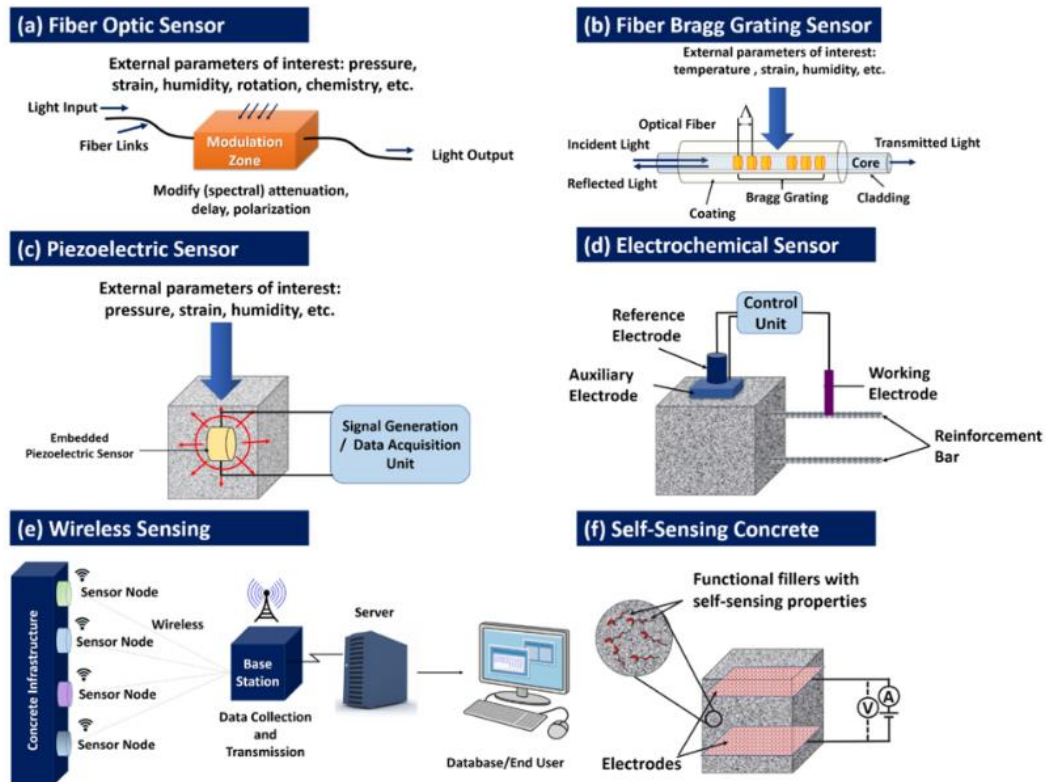 (a) Fiber Optic Sensor
External parameters of interest: pressure,
strain, humidity, rotation, chemistry, etc.
Light Input
Fiber Links
Modulation
Zone
Light Output
Modify (spectral) attenuation,
delay, polarization
(b) Fiber Bragg Grating Sensor
External parameters of interest:
temperature , strain, humidity, etc.
Λ
Optical Fiber
Incident Light
Transmitted Light
Core
Reflected Light
Bragg Grating
Cladding
Coating
(c) Piezoelectric Sensor
External parameters of interest:
pressure, strain, humidity, etc.
Embedded
Piezoelectric Sensor
Signal Generation
/ Data Acquisition
Unit
(d) Electrochemical Sensor
Control
Unit
Reference
Electrode
Auxiliary
Electrode
Working
Electrode
Reinforcement
Bar
(e) Wireless Sensing
Concrete Infrastructure
Sensor Node
Sensor Node
Sensor Node
Sensor Node
Wireless
Base
Station
Data Collection
and
Transmission
Server
Database/End User
(f) Self-Sensing Concrete
Functional fillers with
self-sensing properties
V
A
Electrodes